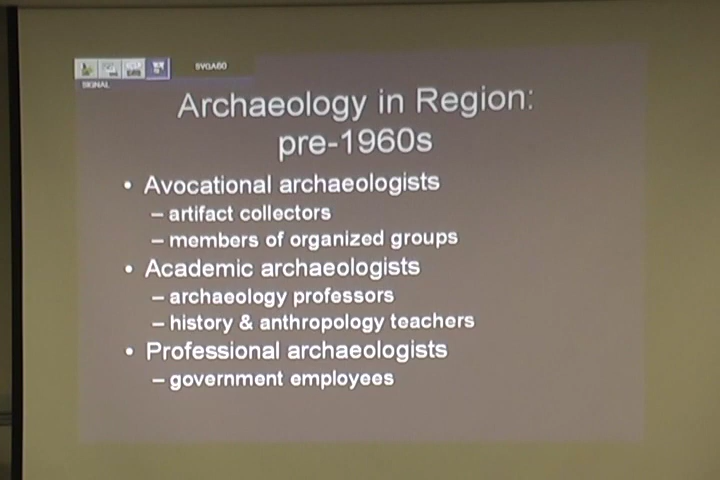 SVGA60
SIGNAL
Archaeology in Region:
pre-1960s
• Avocational archaeologists
– artifact collectors
– members of organized groups
• Academic archaeologists
– archaeology professors
– history & anthropology teachers
• Professional archaeologists
– government employees